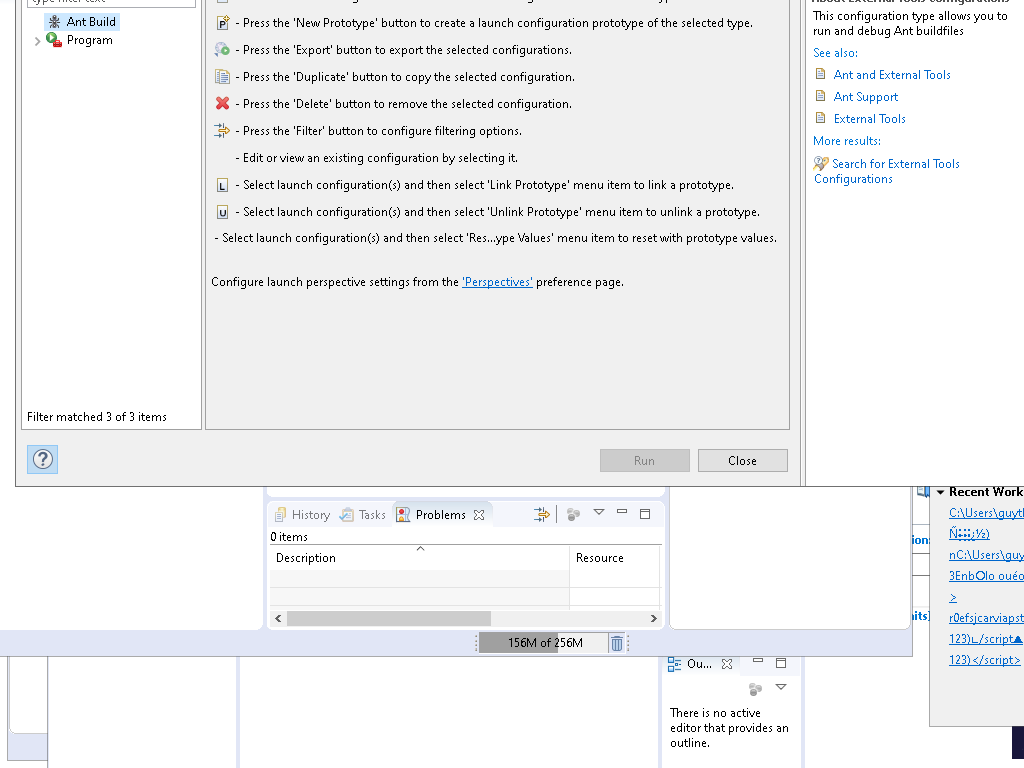 Ant Build
Program
Filter matched 3 of 3 items
- Press the 'New Prototype' button to create a launch configuration prototype of the selected type.
- Press the 'Export' button to export the selected configurations.
- Press the 'Duplicate' button to copy the selected configuration.
- Press the 'Delete' button to remove the selected configuration.
- Press the 'Filter' button to configure filtering options.
- Edit or view an existing configuration by selecting it.
L - Select launch configuration(s) and then select 'Link Prototype' menu item to link a prototype.
U - Select launch configuration(s) and then select 'Unlink Prototype' menu item to unlink a prototype.
- Select launch configuration(s) and then select 'Res...ype Values' menu item to reset with prototype values.
Configure launch perspective settings from the 'Perspectives' preference page.
Run
Close
About External Tools Configurations
This configuration type allows you to
run and debug Ant buildfiles
See also:
Ant and External Tools
Ant Support
External Tools
More results:
Search for External Tools
Configurations
History
Tasks
Problems
0 items
Description
Resource
156M of 256M
Recent Work
C:\Users\guyt
nC:\Users\guy
>
r0efsjcarviapst
123)</script>
Ou...
There is no active
editor that provides an
outline.